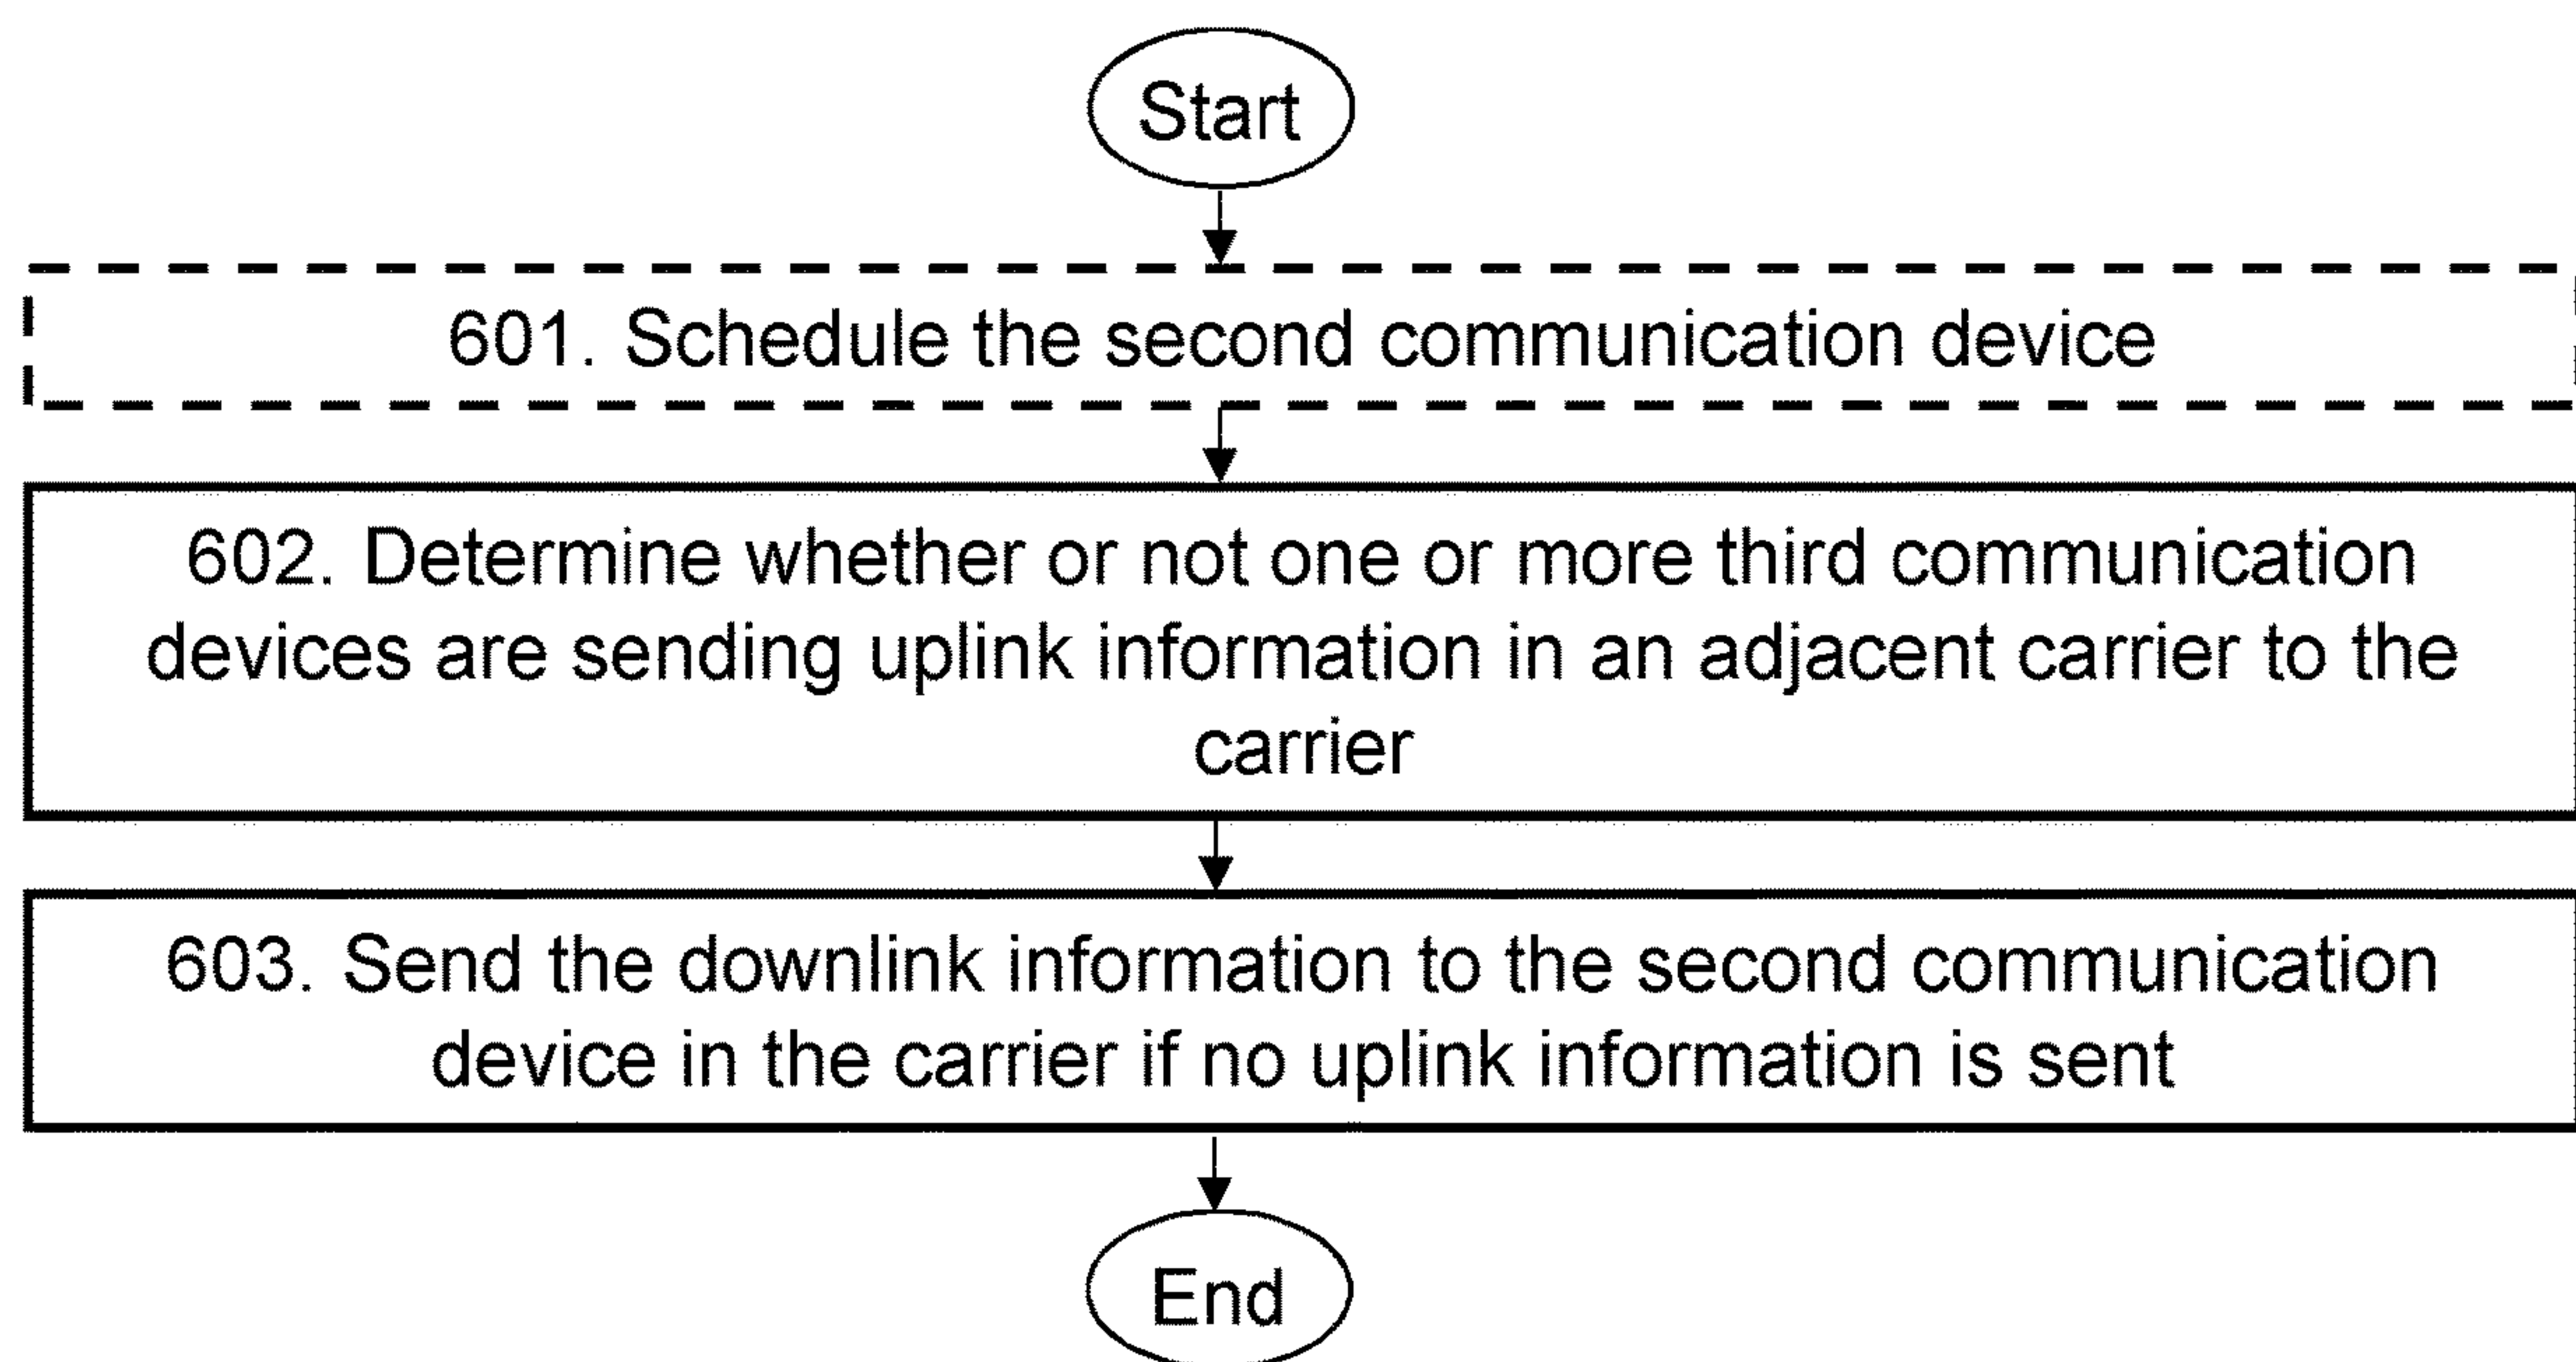 Start
601. Schedule the second communication device
602. Determine whether or not one or more third communication
devices are sending uplink information in an adjacent carrier to the
carrier
603. Send the downlink information to the second communication
device in the carrier if no uplink information is sent
End